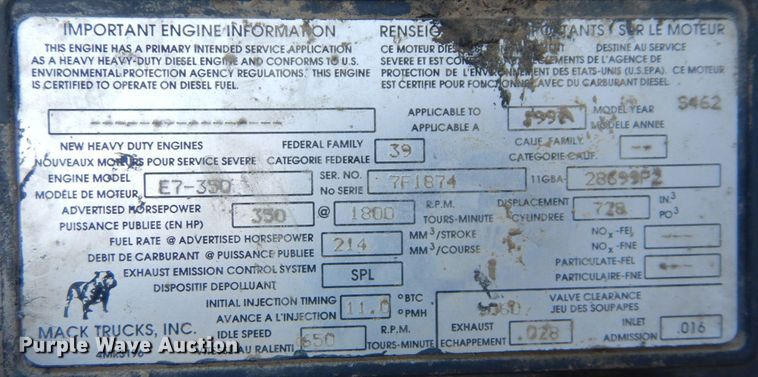 IMPORTANT ENGINE INFORMATION
THIS ENGINE HAS A PRIMARY INTENDED SERVICE APPLICATION
AS A HEAVY HEAVY-DUTY DIESEL ENGINE AND CONFORMS TO U.S.
ENVIRONMENTAL PROTECTION AGENCY REGULATIONS. THIS ENGINE
IS CERTIFIED TO OPERATE ON DIESEL FUEL.
SUR LE MOTEUR
CE MOTEUR DESTINE AU SERVICE
SEVERE ET EST DE L'AGENCE DE
PROTECTION DE DES ETATS-UNIS (U.S.EPA). CE MOTEUR
EST CERTIFIE POUR AVEC DU CARBURANT DIESEL.
APPLICABLE TO MODEL YEAR S462
APPLICABLE A MODELE ANNEE
NEW HEAVY DUTY ENGINES FEDERAL FAMILY 39 CALIF. FAMILY --
NOUVEAUX MOTEURS POUR SERVICE SEVERE CATEGORIE FEDERALE CATEGORIE CALIF.
ENGINE MODEL E7-350 SER. NO. 7F1874 11GBA- 28699P2
MODÈLE DE MOTEUR No SERIE
ADVERTISED HORSEPOWER 350 @ 1800 R.P.M. DISPLACEMENT 728 IN³
PUISSANCE PUBLIEE (EN HP) TOURS-MINUTE CYLINDREE PO³
FUEL RATE @ ADVERTISED HORSEPOWER 214 MM³/STROKE NOx-FEL
DEBIT DE CARBURANT @ PUISSANCE PUBLIEE MM³/COURSE NOx-FNE
EXHAUST EMISSION CONTROL SYSTEM SPL PARTICULATE-FEL
DISPOSITIF DEPOLLUANT PARTICULAIRE-FNE
INITIAL INJECTION TIMING 11.0 °BTC VALVE CLEARANCE
AVANCE A L'INJECTION °PMH JEU DES SOUPAPES
MACK TRUCKS, INC. IDLE SPEED 650 R.P.M. EXHAUST .028 INLET .016
AU RALENTI TOURS-MINUTE ECHAPPEMENT ADMISSION
Purple Wave Auction